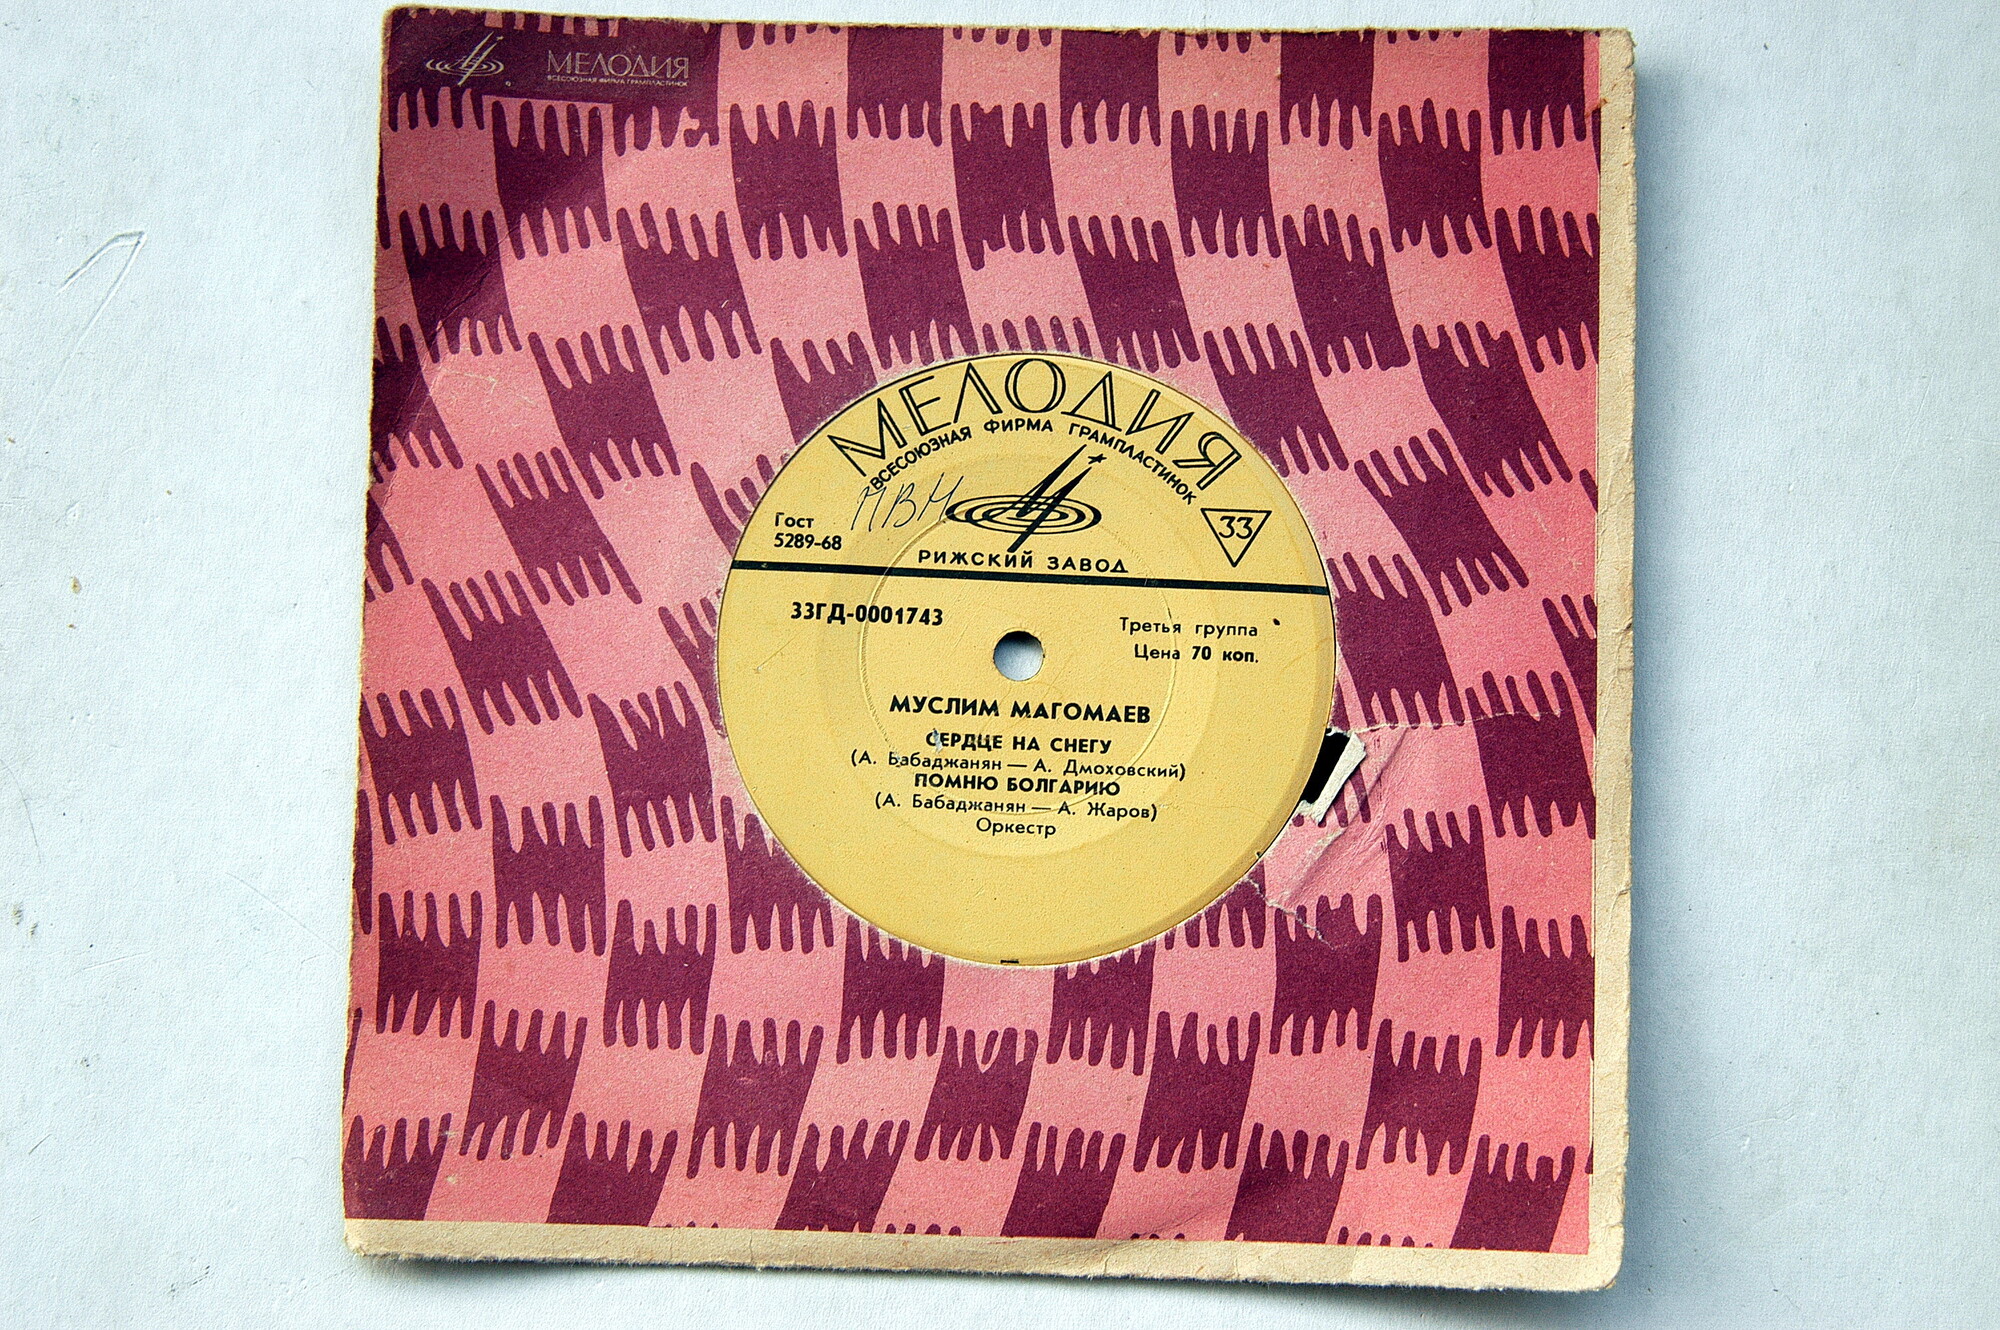 МЕЛОДИЯ
ВСЕСОЮЗНАЯ ФИРМА ГРАМПЛАСТИНОК
МЕЛОДИЯ
ВСЕСОЮЗНАЯ ФИРМА ГРАМПЛАСТИНОК
Гост
5289-68
33
РИЖСКИЙ ЗАВОД
33ГД-0001743
Третья группа
Цена 70 коп.
МУСЛИМ МАГОМАЕВ
СЕРДЦЕ НА СНЕГУ
(А. Бабаджанян — А. Дмоховский)
ПОМНЮ БОЛГАРИЮ
(А. Бабаджанян — А. Жаров)
Оркестр